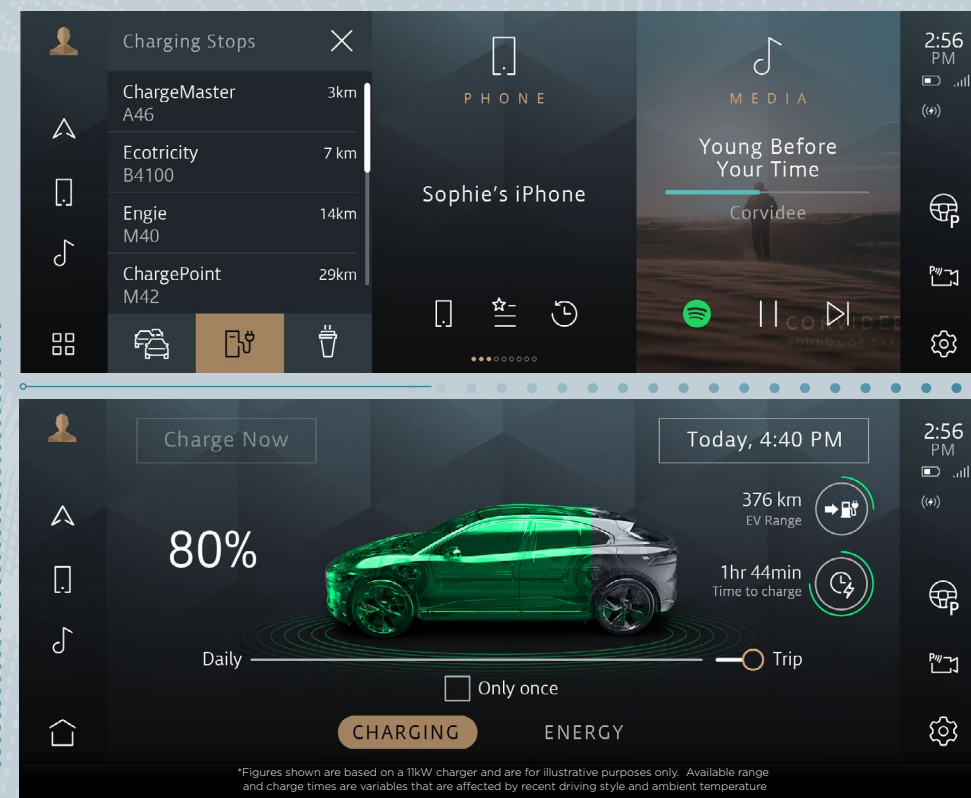 Charging Stops
ChargeMaster 3km
A46
Ecotricity 7 km
B4100
Engie 14km
M40
ChargePoint 29km
M42
PHONE
Sophie's iPhone
MEDIA
Young Before
Your Time
Corvidee
CORVIDEE
SOUNDS OF
2:56
PM
P
P
Charge Now
Today, 4:40 PM
80%
376 km
EV Range
1hr 44min
Time to charge
Daily
Trip
Only once
CHARGING
ENERGY
2:56
PM
P
P
*Figures shown are based on a 11kW charger and are for illustrative purposes only. Available range
and charge times are variables that are affected by recent driving style and ambient temperature